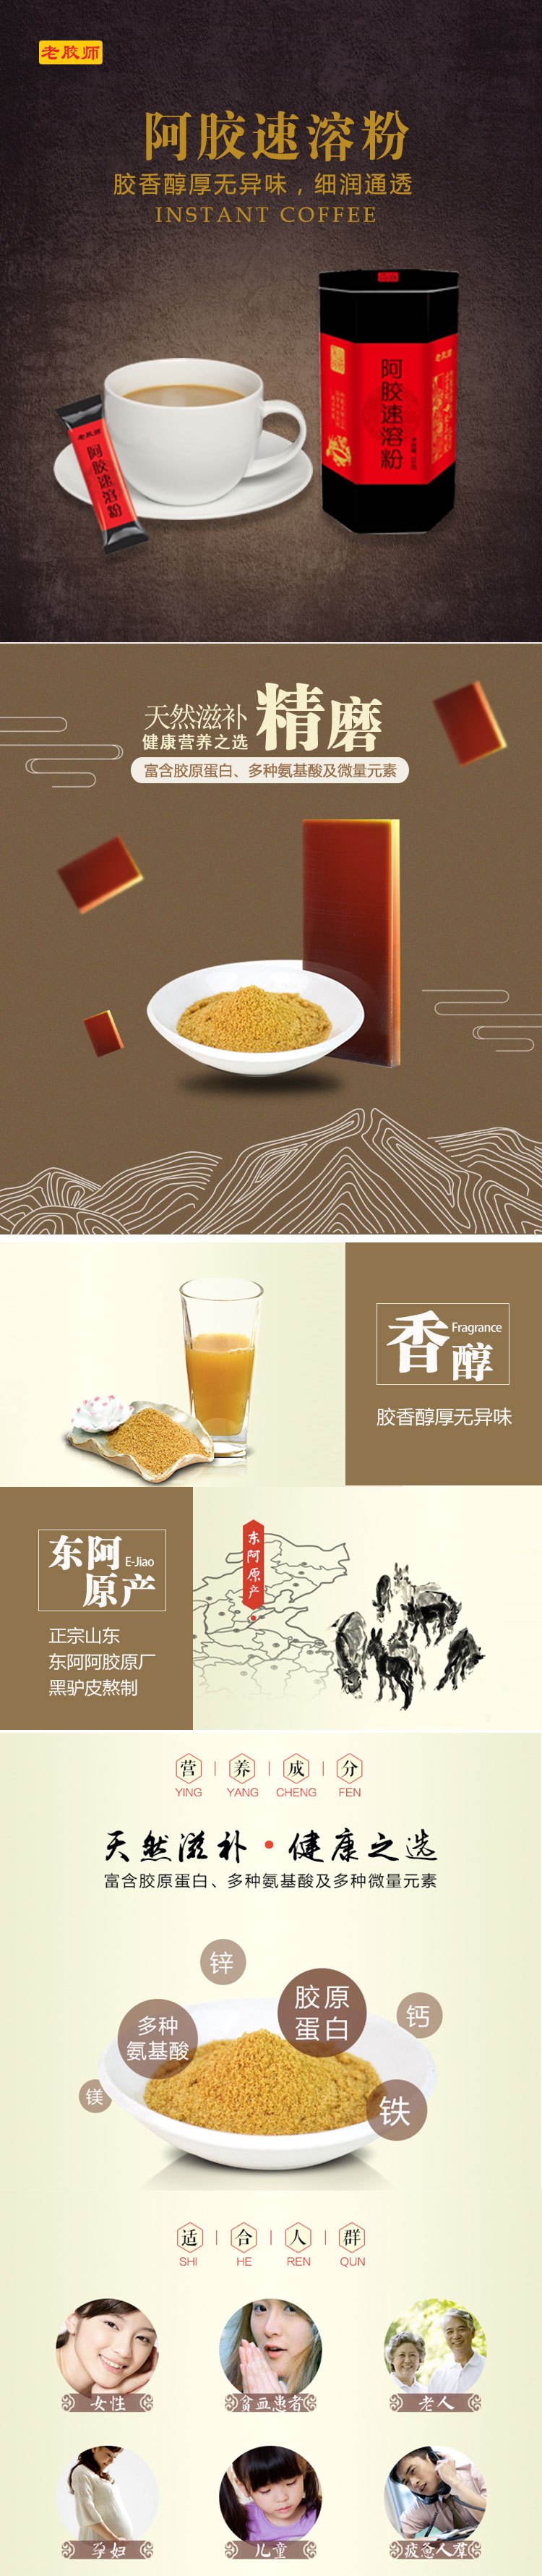 老胶师
阿胶速溶粉
胶香醇厚无异味，细润通透
INSTANT COFFEE
老胶师
阿胶速溶粉
老胶师
阿胶速溶粉
天然滋补
健康营养之选
精磨
富含胶原蛋白、多种氨基酸及微量元素
香醇
Fragrance
胶香醇厚无异味
东阿
E-Jiao
原产
正宗山东
东阿阿胶原厂
黑驴皮熬制
东阿原产
营 养 成 分
YING YANG CHENG FEN
天然滋补·健康之选
富含胶原蛋白、多种氨基酸及多种微量元素
锌
胶原
蛋白
钙
多种
氨基酸
镁
铁
适 合 人 群
SHI HE REN QUN
女性
贫血患者
老人
孕妇
儿童
疲惫人群